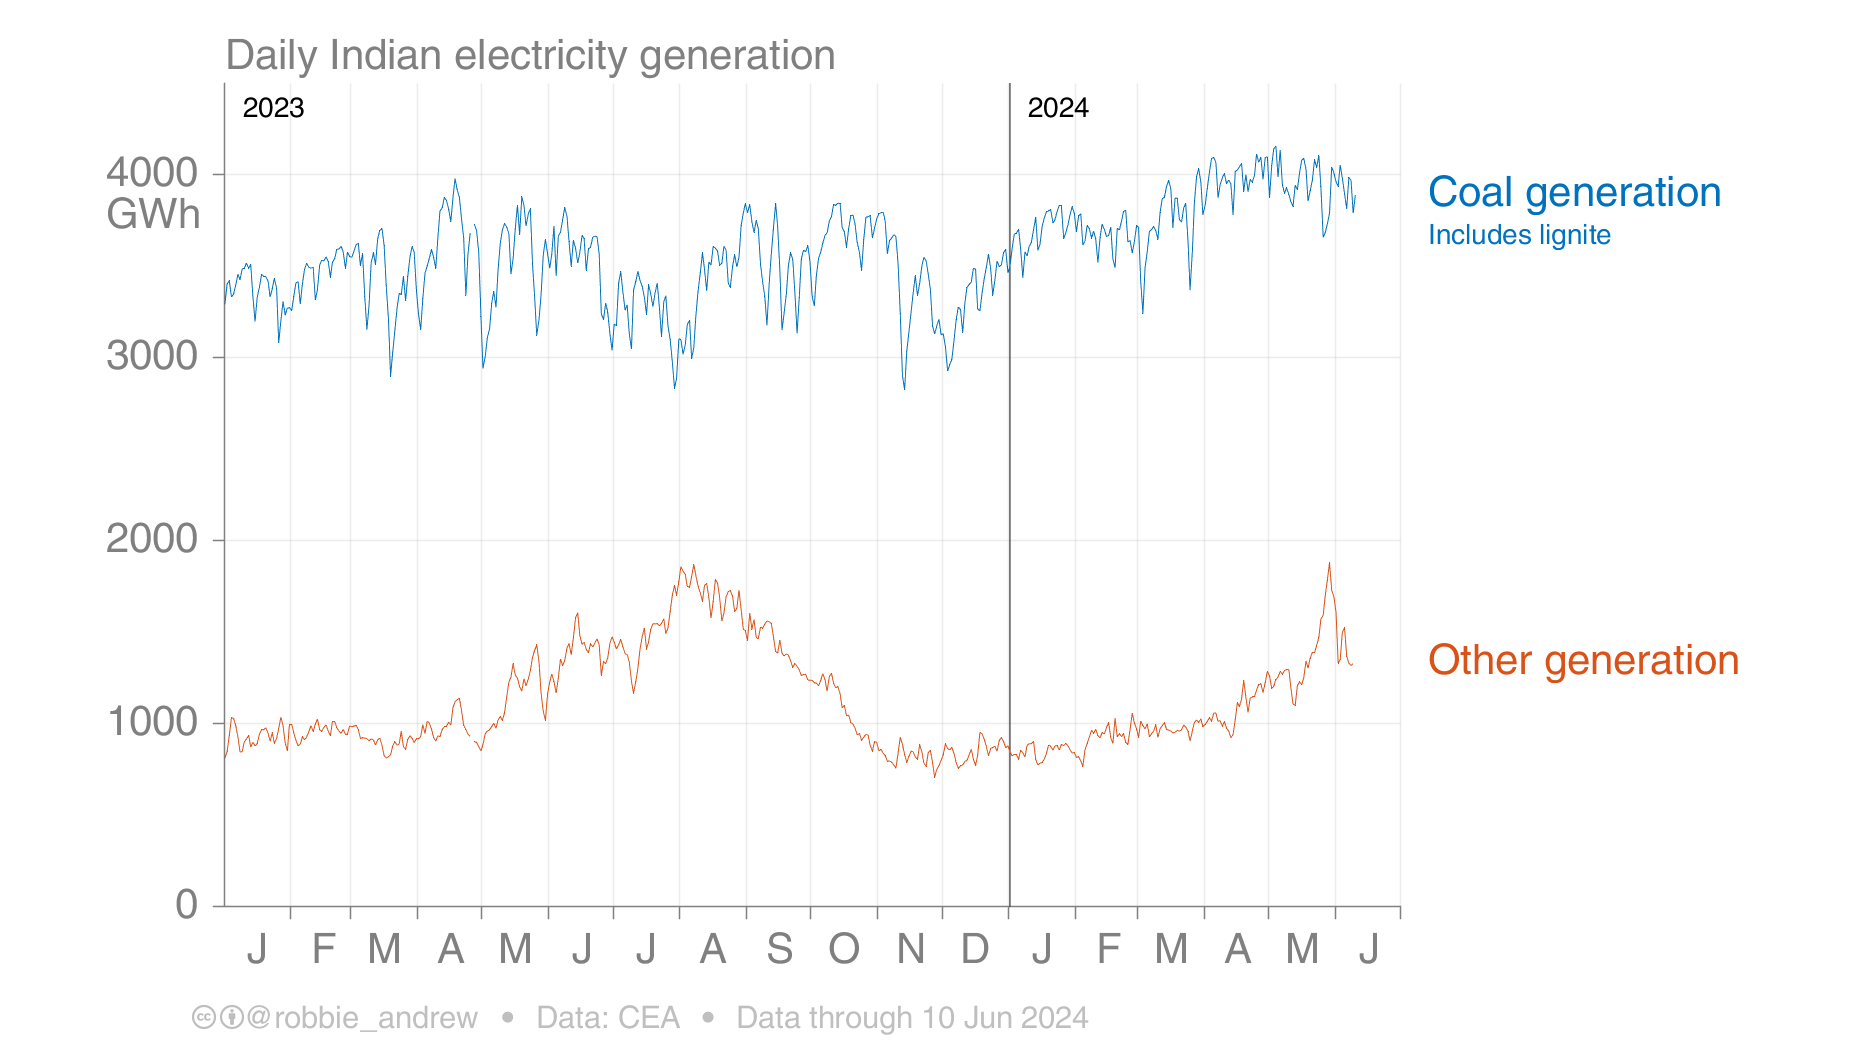 Daily Indian electricity generation
2023
2024
4000
GWh
3000
2000
1000
0
Coal generation
Includes lignite
Other generation
J F M A M J J A S O N D J F M A M J
@robbie_andrew • Data: CEA • Data through 10 Jun 2024